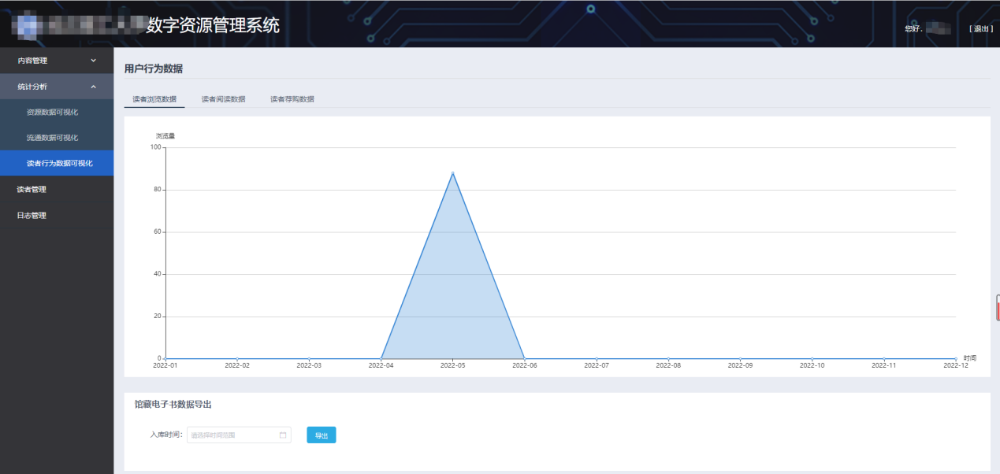 数字资源管理系统
您好，
[ 退出 ]
内容管理
统计分析
资源数据可视化
流通数据可视化
读者行为数据可视化
读者管理
日志管理
用户行为数据
读者浏览数据 读者阅读数据 读者荐购数据
浏览量
100
80
60
40
20
0
2022-01 2022-02 2022-03 2022-04 2022-05 2022-06 2022-07 2022-08 2022-09 2022-10 2022-11 2022-12
时间
馆藏电子书数据导出
入库时间： 请选择时间范围 导出